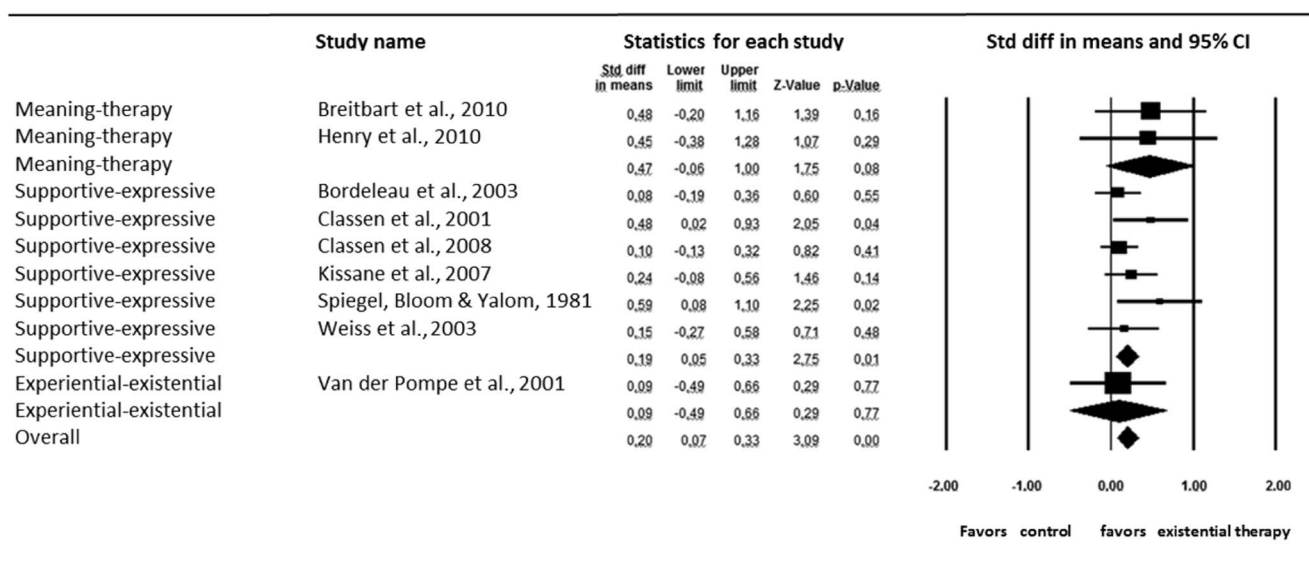 Study name Statistics for each study Std diff in means and 95% CI
Std diff in means Lower limit Upper limit Z-Value p-Value
Meaning-therapy Breitbart et al., 2010 0,48 -0,20 1,16 1,39 0,16
Meaning-therapy Henry et al., 2010 0,45 -0,38 1,28 1,07 0,29
Meaning-therapy 0,47 -0,06 1,00 1,75 0,08
Supportive-expressive Bordeleau et al., 2003 0,08 -0,19 0,36 0,60 0,55
Supportive-expressive Classen et al., 2001 0,48 0,02 0,93 2,05 0,04
Supportive-expressive Classen et al., 2008 0,10 -0,13 0,32 0,82 0,41
Supportive-expressive Kissane et al., 2007 0,24 -0,08 0,56 1,46 0,14
Supportive-expressive Spiegel, Bloom & Yalom, 1981 0,59 0,08 1,10 2,25 0,02
Supportive-expressive Weiss et al., 2003 0,15 -0,27 0,58 0,71 0,48
Supportive-expressive 0,19 0,05 0,33 2,75 0,01
Experiential-existential Van der Pompe et al., 2001 0,09 -0,49 0,66 0,29 0,77
Experiential-existential 0,09 -0,49 0,66 0,29 0,77
Overall 0,20 0,07 0,33 3,09 0,00
-2.00 -1.00 0.00 1.00 2.00
Favors control favors existential therapy